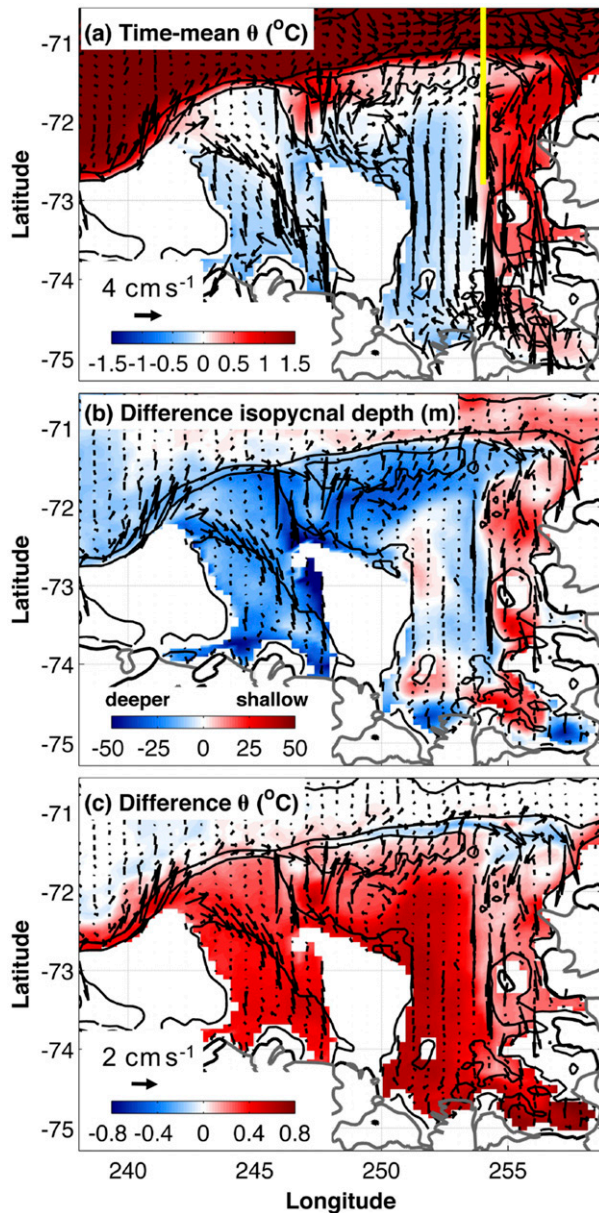 (a) Time-mean θ (°C)
-71
-72
-73
-74
-75
Latitude
4 cm s⁻¹
-1.5 -1 -0.5 0 0.5 1 1.5
(b) Difference isopycnal depth (m)
-71
-72
-73
-74
-75
Latitude
deeper shallow
-50 -25 0 25 50
(c) Difference θ (°C)
-71
-72
-73
-74
-75
Latitude
2 cm s⁻¹
-0.8 -0.4 0 0.4 0.8
240 245 250 255
Longitude